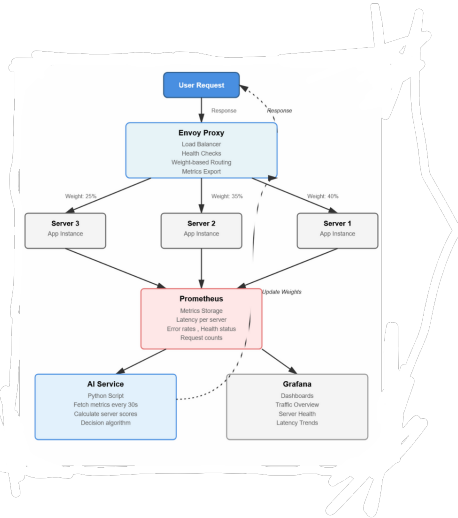 User Request
Response
Response
Envoy Proxy
Load Balancer
Health Checks
Weight-based Routing
Metrics Export
Weight: 25%
Weight: 35%
Weight: 40%
Server 3
App Instance
Server 2
App Instance
Server 1
App Instance
Prometheus
Metrics Storage
Latency per server
Error rates , Health status
Request counts
Update Weights
AI Service
Python Script
Fetch metrics every 30s
Calculate server scores
Decision algorithm
Grafana
Dashboards
Traffic Overview
Server Health
Latency Trends